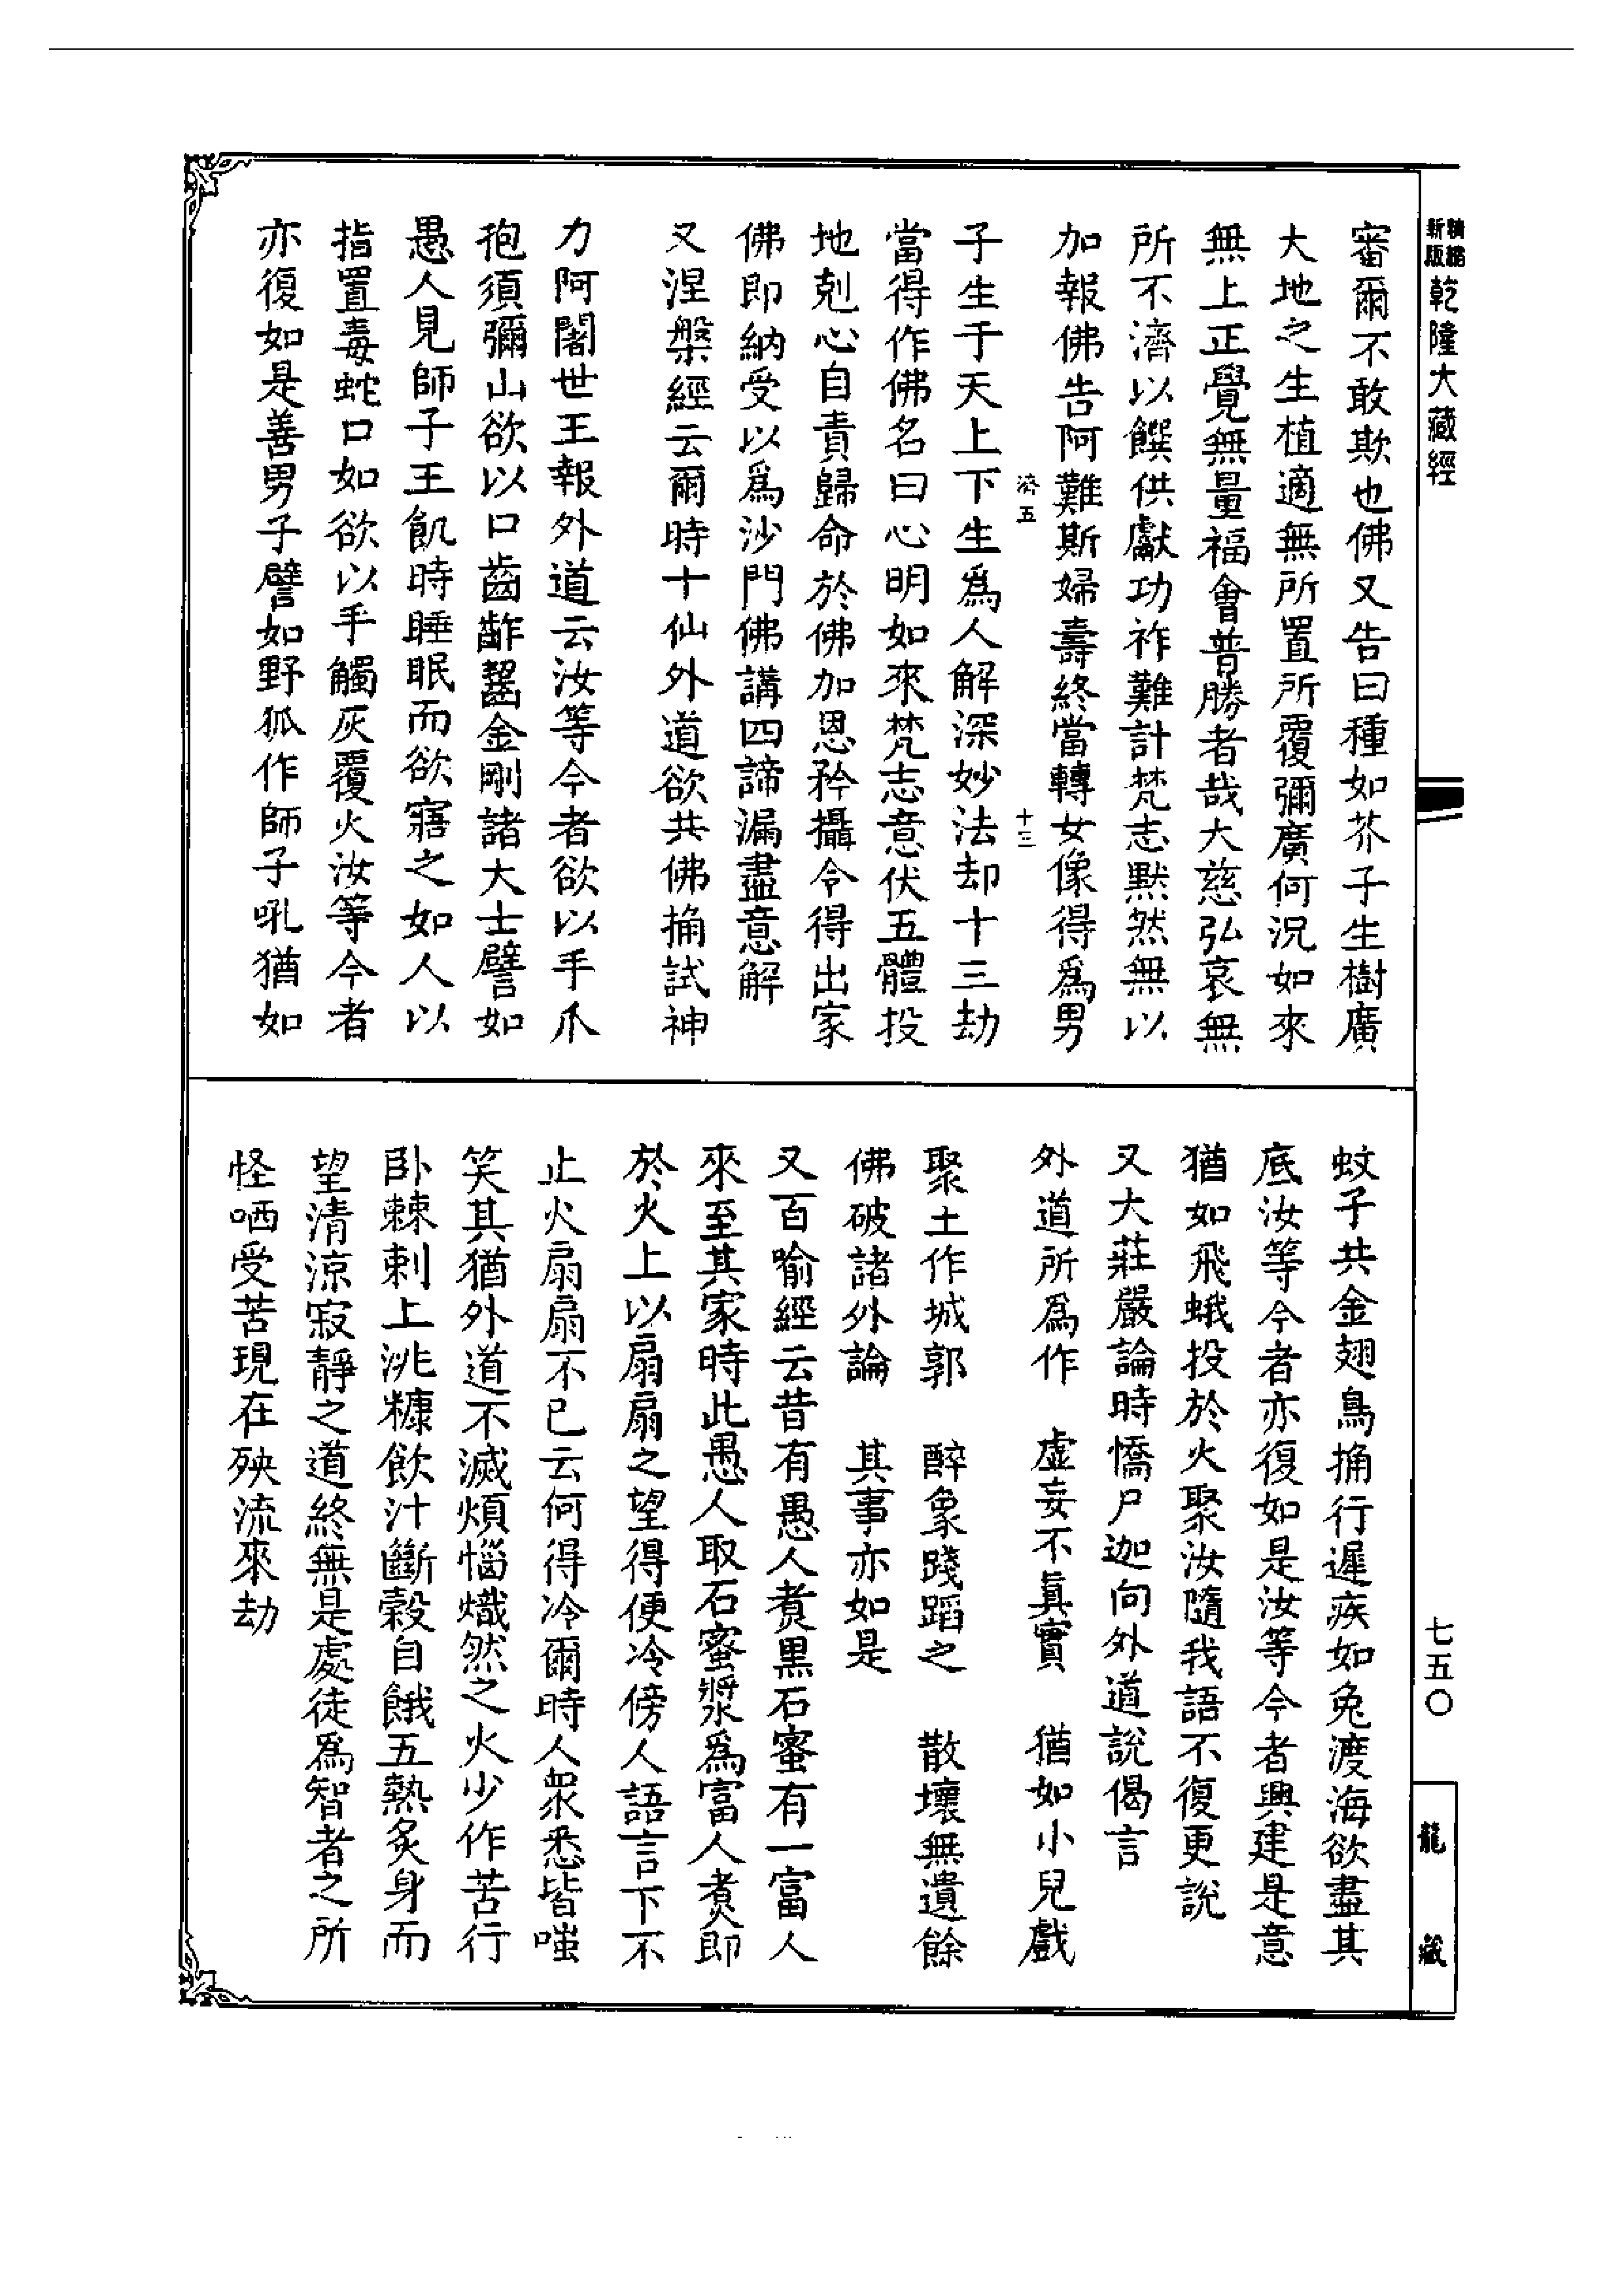 精縮新版乾隆大藏經
審爾不敢欺也佛又告曰種如芥子生樹廣
大地之生植適無所置所覆彌廣何況如來
無上正覺無量福會普勝者哉大慈弘哀無
所不濟以饌供獻功祚難計梵志默然無以
加報佛告阿難斯婦壽終當轉女像得爲男
濟五
十三
子生于天上下生爲人解深妙法却十三劫
當得作佛名曰心明如來梵志意伏五體投
地剋心自責歸命於佛加恩矜攝令得出家
佛即納受以爲沙門佛講四諦漏盡意解
又涅槃經云爾時十仙外道欲共佛捔試神
力阿闍世王報外道云汝等今者欲以手爪
孢須彌山欲以口齒齚齧金剛諸大士譬如
愚人見師子王飢時睡眠而欲寤之如人以
指置毒蛇口如欲以手觸灰覆火汝等今者
亦復如是善男子譬如野狐作師子吼猶如
蚊子共金翅鳥捔行遲疾如兔渡海欲盡其
底汝等今者亦復如是汝等今者興建是意
猶如飛蛾投於火聚汝隨我語不復更說
又大莊嚴論時憍尸迦向外道說偈言
外道所爲作 虛妄不眞實 猶如小兒戲
聚土作城郭 醉象踐蹈之 散壞無遺餘
佛破諸外論 其事亦如是
又百喻經云昔有愚人煑黑石蜜有一富人
來至其家時此愚人取石蜜漿爲富人煑即
於火上以扇扇之望得便冷傍人語言下不
止火扇扇不已云何得冷爾時人衆悉皆嗤
笑其猶外道不滅煩惱熾然之火少作苦行
卧棘刺上洮糠飲汁斷穀自餓五熱炙身而
望清涼寂靜之道終無是處徒爲智者之所
怪哂受苦現在殃流來劫
七五〇
龍藏